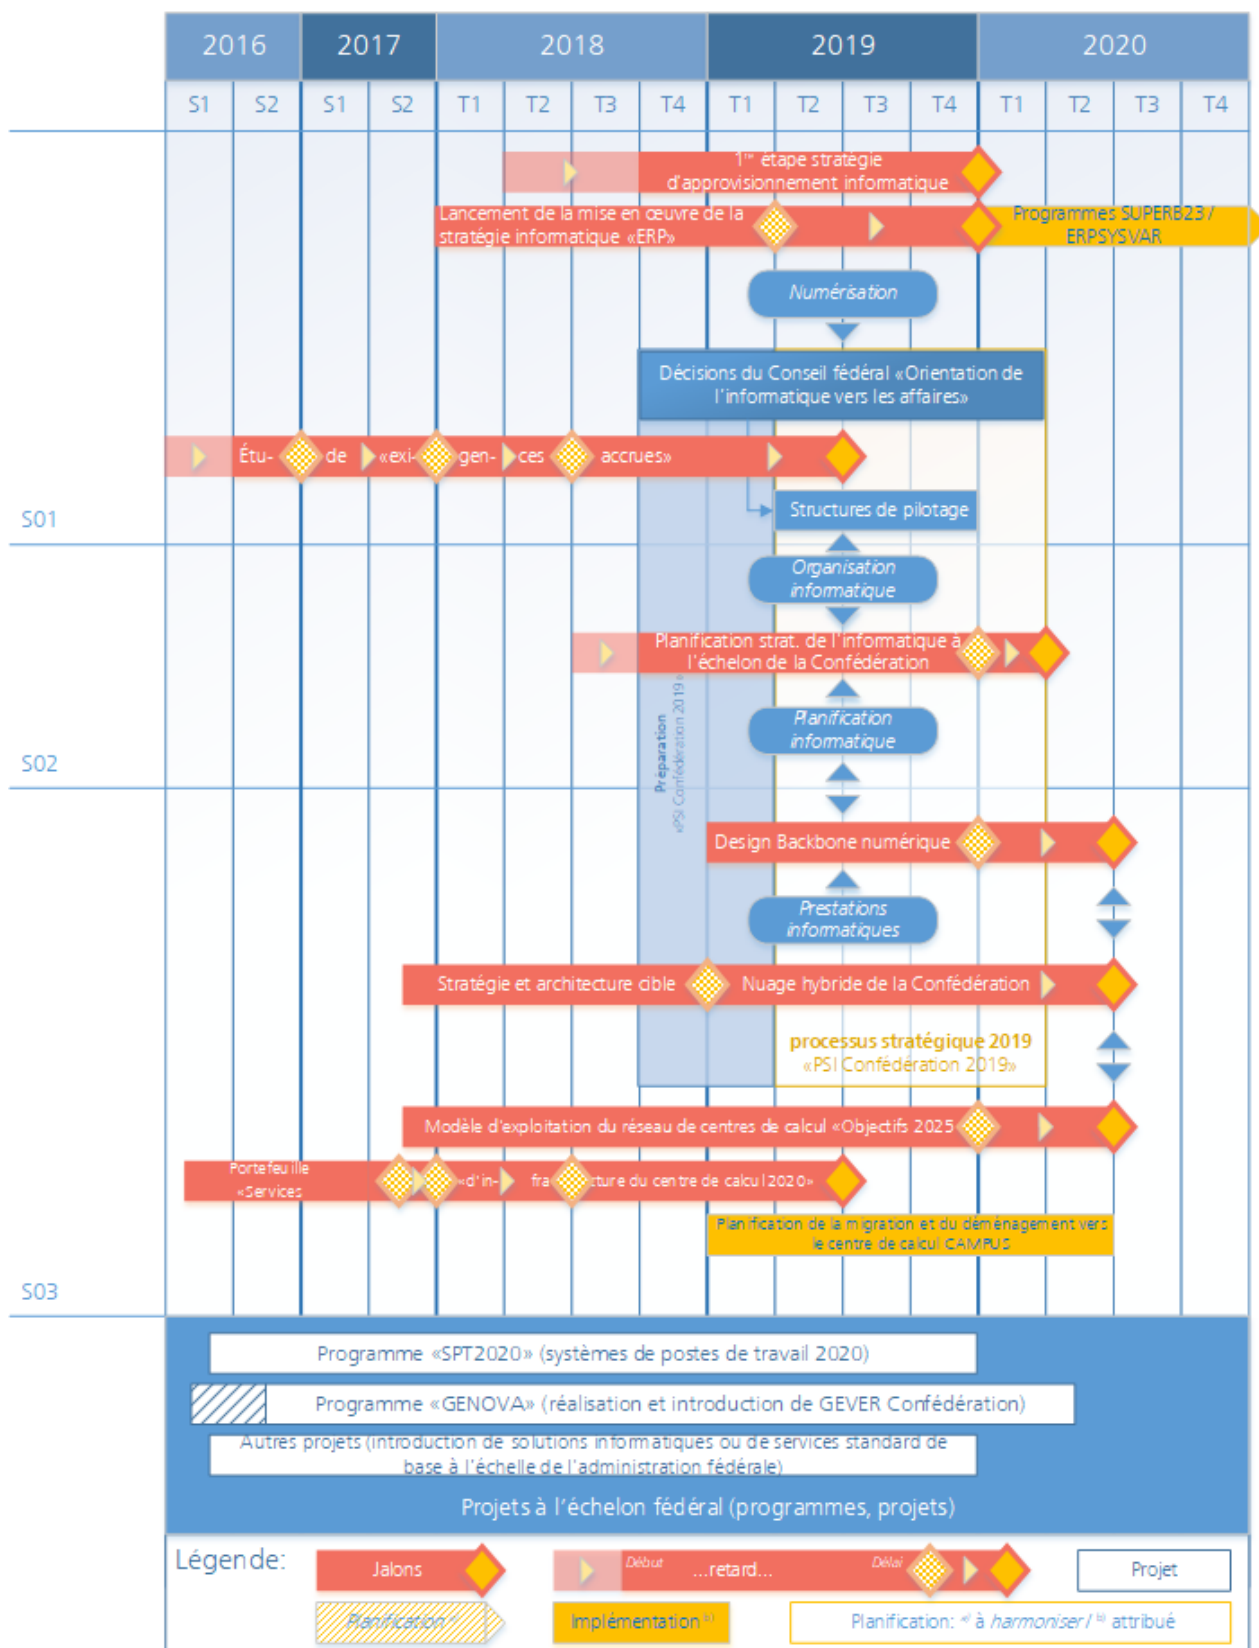 2016 2017 2018 2019 2020
S1 S2 S1 S2 T1 T2 T3 T4 T1 T2 T3 T4 T1 T2 T3 T4
1re étape stratégie
d'approvisionnement informatique
Lancement de la mise en œuvre de la
stratégie informatique «ERP»
Programmes SUPERB23 /
ERPSYSVAR
Numérisation
Décisions du Conseil fédéral «Orientation de
l'informatique vers les affaires»
Étu- de «exi- gen- ces accrues»
Structures de pilotage
S01
Organisation
informatique
Planification strat. de l'informatique à
l'échelon de la Confédération
Planification
informatique
Préparation
«PSI Confédération 2019»
S02
Design Backbone numérique
Prestations
informatiques
Stratégie et architecture cible Nuage hybride de la Confédération
processus stratégique 2019
«PSI Confédération 2019»
Modèle d'exploitation du réseau de centres de calcul «Objectifs 2025
Portefeuille
«Services «d'in- fra cture du centre de calcul 2020»
Planification de la migration et du déménagement vers
le centre de calcul CAMPUS
S03
Programme «SPT2020» (systèmes de postes de travail 2020)
Programme «GENOVA» (réalisation et introduction de GEVER Confédération)
Autres projets (introduction de solutions informatiques ou de services standard de
base à l'échelle de l'administration fédérale)
Projets à l'échelon fédéral (programmes, projets)
Légende:
Jalons
Début ...retard... Délai
Projet
Planification a)
Implémentation b)
Planification: a) à harmoniser / b) attribué